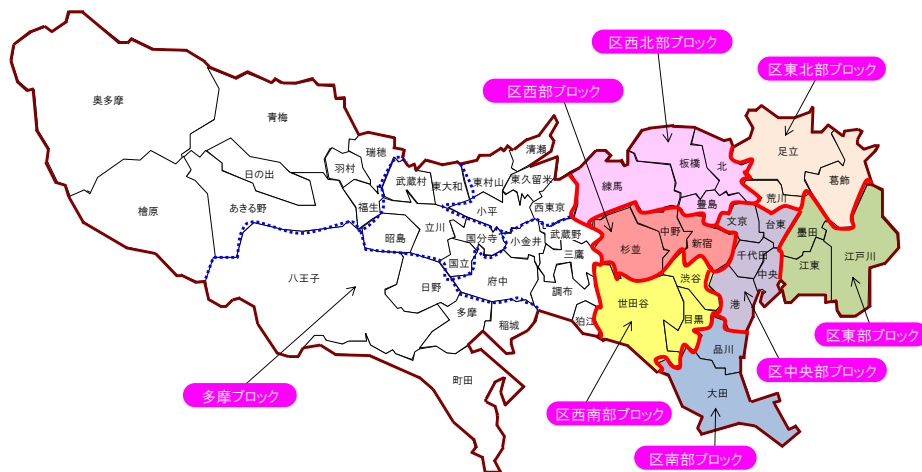 区西北部ブロック
区東北部ブロック
区西部ブロック
奥多摩
青梅
瑞穂
羽村
日の出
武蔵村
東大和
東村山
清瀬
東久留米
檜原
あきる野
福生
小平
西東京
昭島
立川
国分寺
小金井
武蔵野
三鷹
国立
八王子
日野
府中
調布
多摩
稲城
狛江
町田
練馬
板橋
北
豊島
足立
葛飾
荒川
文京
台東
杉並
中野
新宿
千代田
中央
港
墨田
江東
江戸川
世田谷
渋谷
目黒
品川
大田
区東部ブロック
区中央部ブロック
多摩ブロック
区西南部ブロック
区南部ブロック